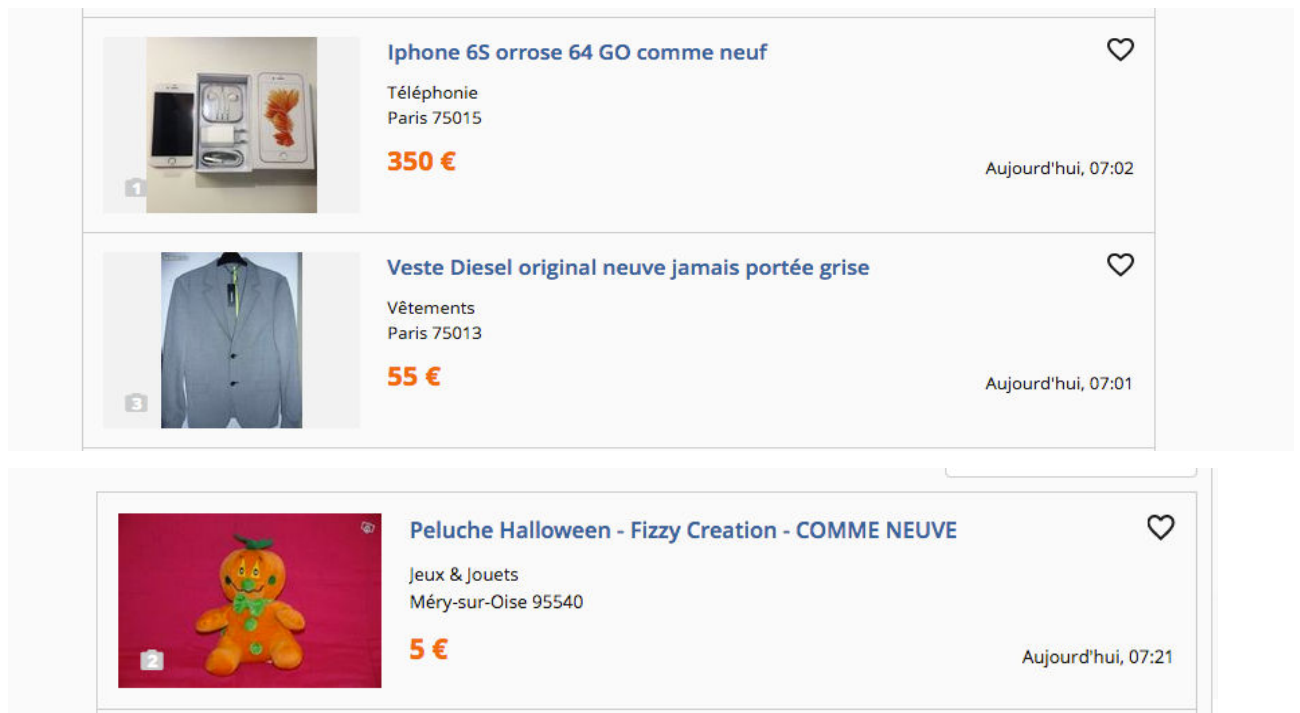 Iphone 6S orrose 64 GO comme neuf
Téléphonie
Paris 75015
350 €
Aujourd'hui, 07:02
1
Veste Diesel original neuve jamais portée grise
Vêtements
Paris 75013
55 €
Aujourd'hui, 07:01
3
Peluche Halloween - Fizzy Creation - COMME NEUVE
Jeux & Jouets
Méry-sur-Oise 95540
5 €
Aujourd'hui, 07:21
2